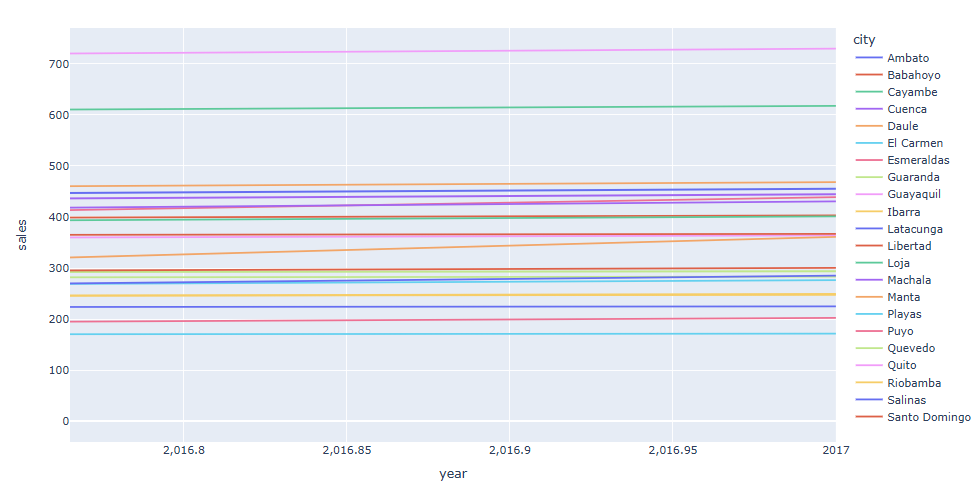 city
Ambato
Babahoyo
Cayambe
Cuenca
Daule
El Carmen
Esmeraldas
Guaranda
Guayaquil
Ibarra
Latacunga
Libertad
Loja
Machala
Manta
Playas
Puyo
Quevedo
Quito
Riobamba
Salinas
Santo Domingo
sales
700
600
500
400
300
200
100
0
2,016.8
2,016.85
2,016.9
2,016.95
2017
year